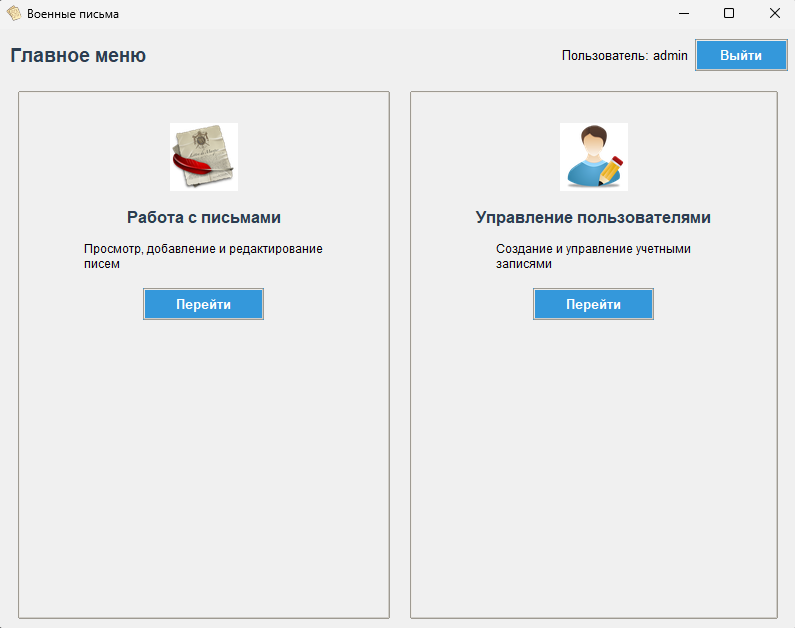 Военные письма
Главное меню
Пользователь: admin
Выйти
Работа с письмами
Просмотр, добавление и редактирование
писем
Перейти
Управление пользователями
Создание и управление учетными
записями
Перейти